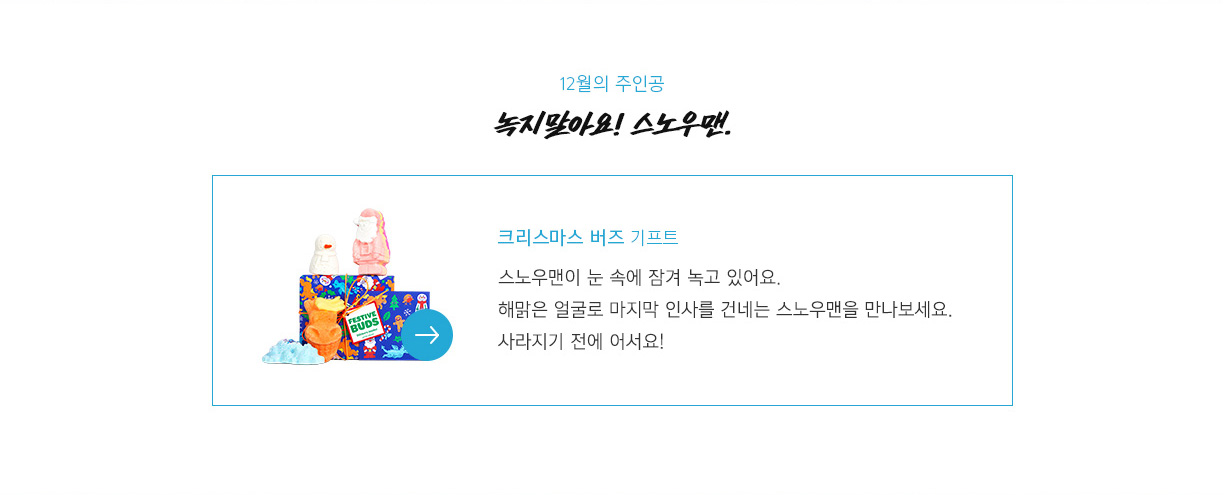 12월의 주인공
녹지말아요! 스노우맨.
크리스마스 버즈 기프트
스노우맨이 눈 속에 잠겨 녹고 있어요.
해맑은 얼굴로 마지막 인사를 건네는 스노우맨을 만나보세요.
사라지기 전에 어서요!
FESTIVE
BUDS